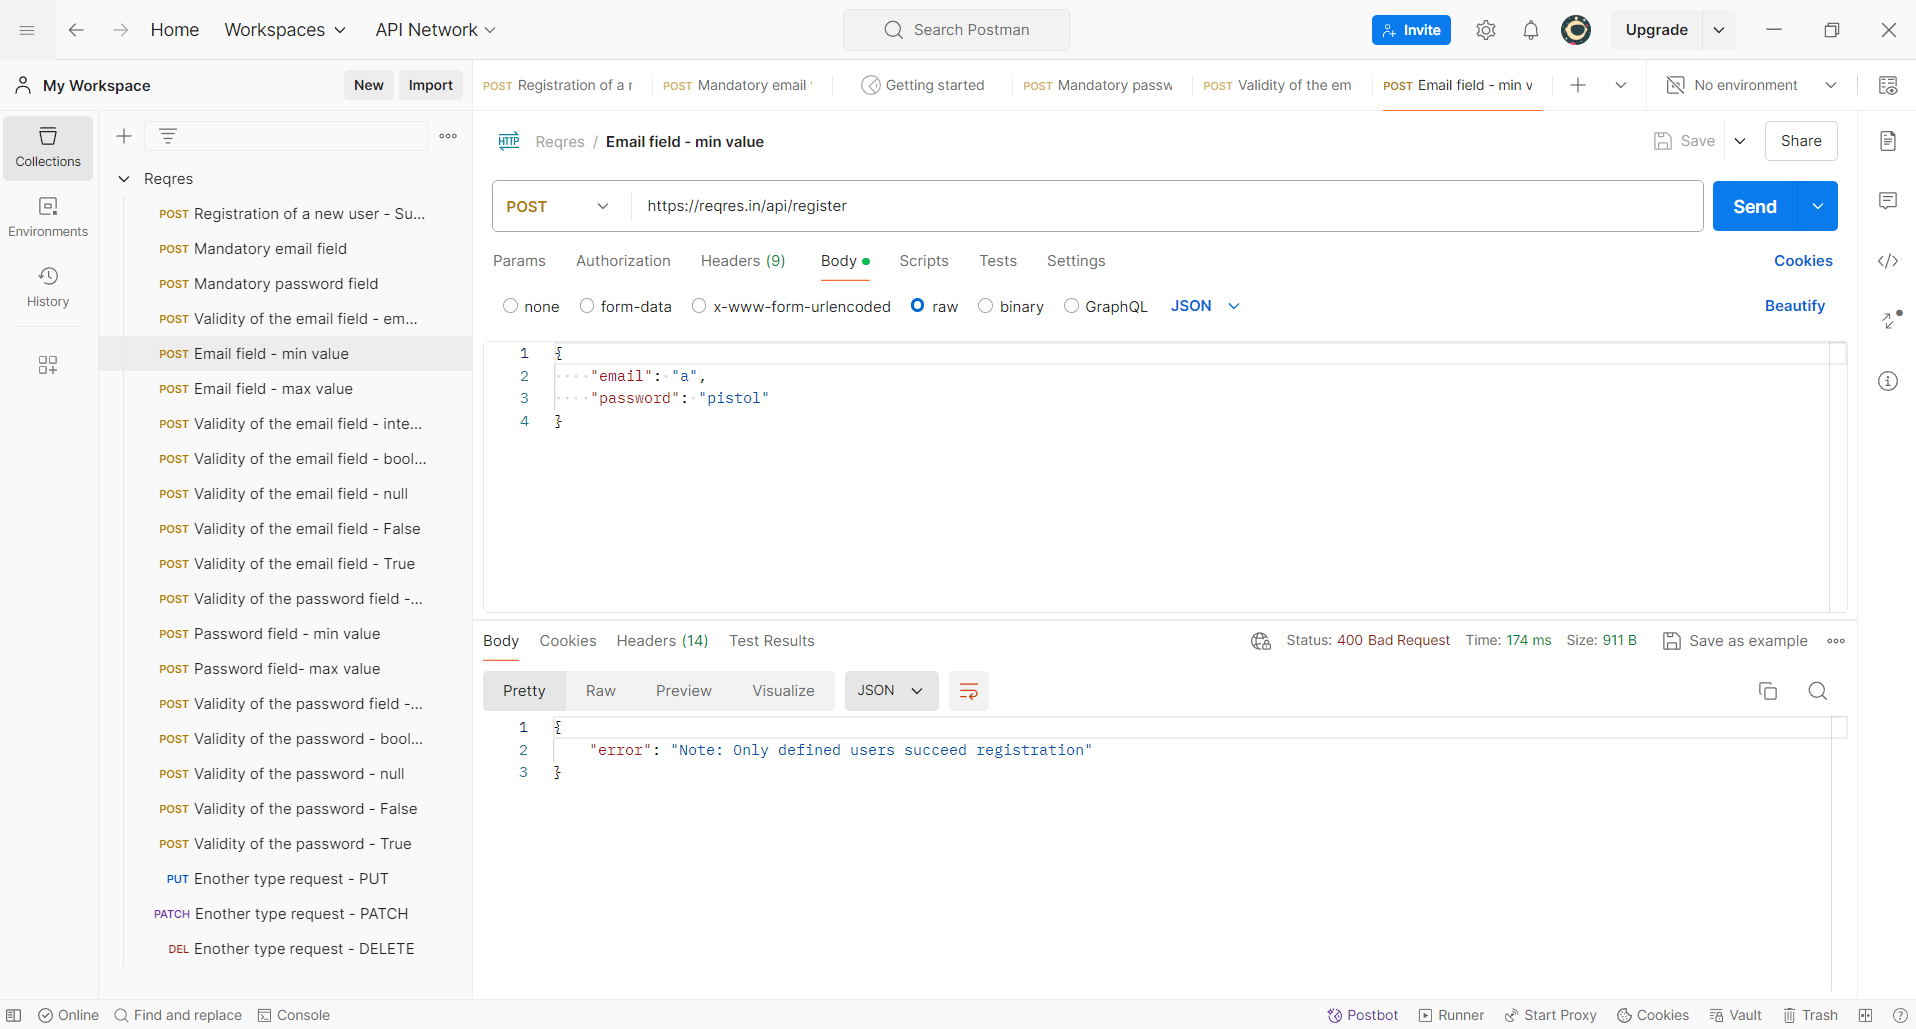 Home Workspaces API Network Search Postman Invite Upgrade
My Workspace New Import
POST Registration of a r POST Mandatory email Getting started POST Mandatory passw POST Validity of the em POST Email field - min v No environment
Collections
Environments
History
Reqres
POST Registration of a new user - Su...
POST Mandatory email field
POST Mandatory password field
POST Validity of the email field - em...
POST Email field - min value
POST Email field - max value
POST Validity of the email field - inte...
POST Validity of the email field - bool...
POST Validity of the email field - null
POST Validity of the email field - False
POST Validity of the email field - True
POST Validity of the password field -...
POST Password field - min value
POST Password field- max value
POST Validity of the password field -...
POST Validity of the password - bool...
POST Validity of the password - null
POST Validity of the password - False
POST Validity of the password - True
PUT Enother type request - PUT
PATCH Enother type request - PATCH
DEL Enother type request - DELETE
HTTP Reqres / Email field - min value Save Share
POST https://reqres.in/api/register Send
Params Authorization Headers (9) Body Scripts Tests Settings Cookies
none form-data x-www-form-urlencoded raw binary GraphQL JSON Beautify
1 {
2 "email": "a",
3 "password": "pistol"
4 }
Body Cookies Headers (14) Test Results Status: 400 Bad Request Time: 174 ms Size: 911 B Save as example
Pretty Raw Preview Visualize JSON
1 {
2 "error": "Note: Only defined users succeed registration"
3 }
Online Find and replace Console Postbot Runner Start Proxy Cookies Vault Trash